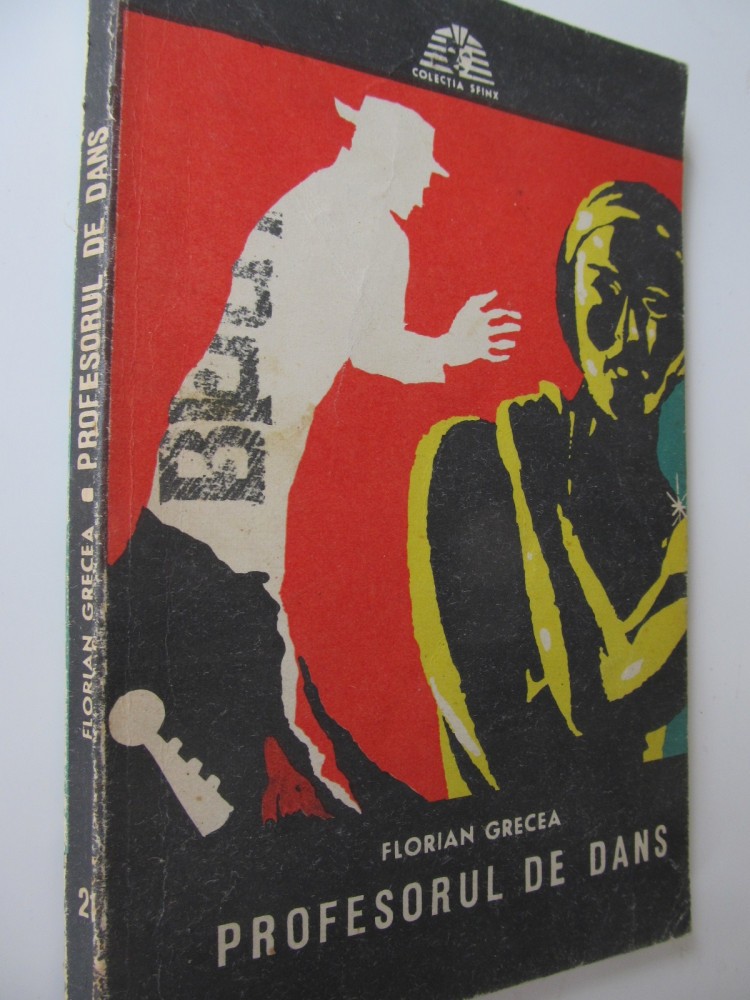 COLECȚIA SFINX
FLORIAN GRECEA
PROFESORUL DE DANS
FLORIAN GRECEA • PROFESORUL DE DANS
2